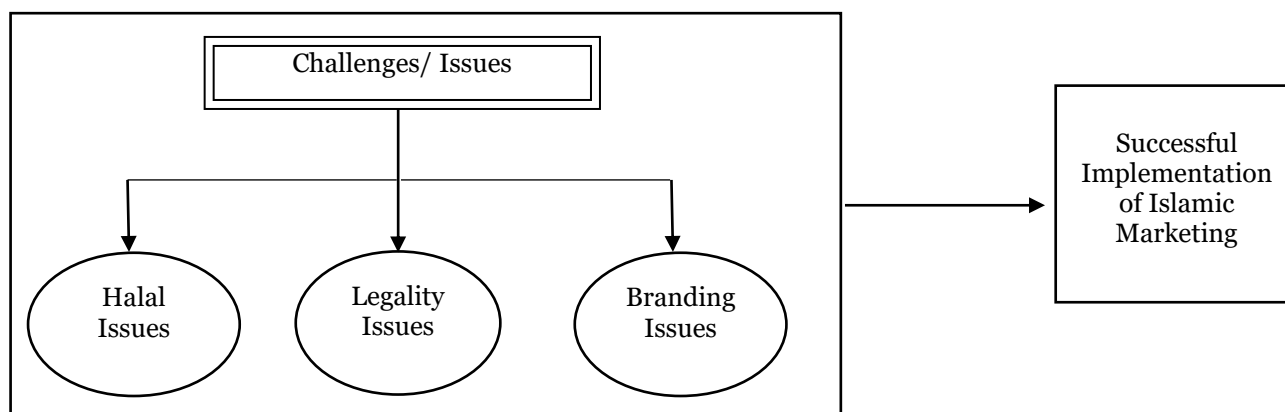 Challenges/ Issues
Halal
Issues
Legality
Issues
Branding
Issues
Successful
Implementation
of Islamic
Marketing